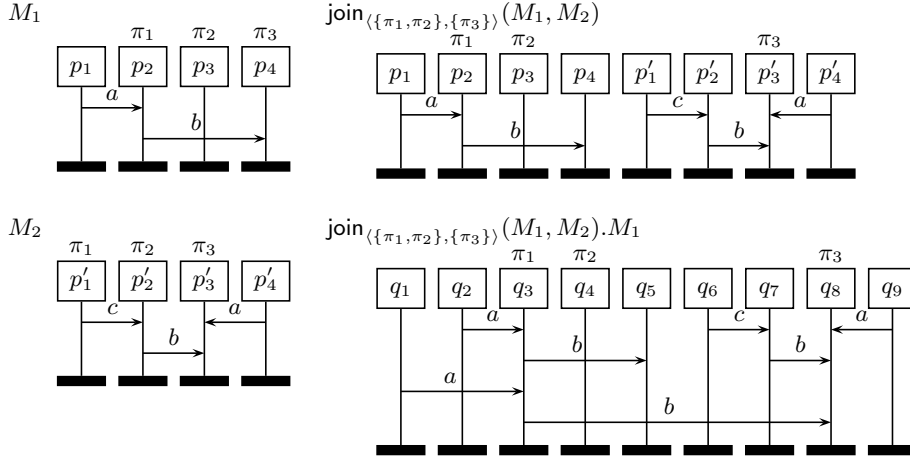 M₁
π₁ π₂ π₃
p₁ p₂ p₃ p₄
a
b
join⟨{π₁,π₂},{π₃}⟩(M₁, M₂)
π₁ π₂ π₃
p₁ p₂ p₃ p₄ p′₁ p′₂ p′₃ p′₄
a c a
b b
M₂
π₁ π₂ π₃
p′₁ p′₂ p′₃ p′₄
c a
b
join⟨{π₁,π₂},{π₃}⟩(M₁, M₂).M₁
π₁ π₂ π₃
q₁ q₂ q₃ q₄ q₅ q₆ q₇ q₈ q₉
a c a
b b
a
b